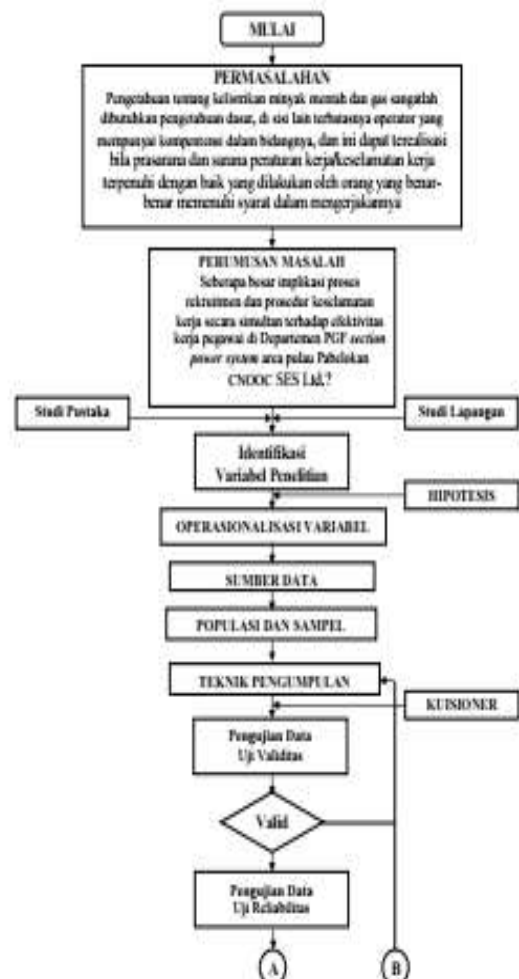 MULAI
PERMASALAHAN
Pengetahuan tentang kelistrikan minyak mentah dan gas sangatlah
dibutuhkan pengetahuan dasar, di sisi lain terbatasnya operator yang
mempunyai kompetensi dalam bidangnya, dan ini dapat terealisasi
bila prasarana dan sarana peraturan kerja/keselamatan kerja
terpenuhi dengan baik yang dilakukan oleh orang yang benar-
benar memenuhi syarat dalam mengerjakannya
PERUMUSAN MASALAH
Seberapa besar implikasi proses
rekruitmen dan prosedur keselamatan
kerja secara simultan terhadap efektivitas
kerja pegawai di Departemen PGF section
power system area pulau Pabelokan
CNOOC SES Ltd.?
Studi Pustaka
Studi Lapangan
Identifikasi
Variabel Penelitian
HIPOTESIS
OPERASIONALISASI VARIABEL
SUMBER DATA
POPULASI DAN SAMPEL
TEKNIK PENGUMPULAN
KUISIONER
Pengujian Data
Uji Validitas
Valid
Pengujian Data
Uji Reliabilitas
A
B